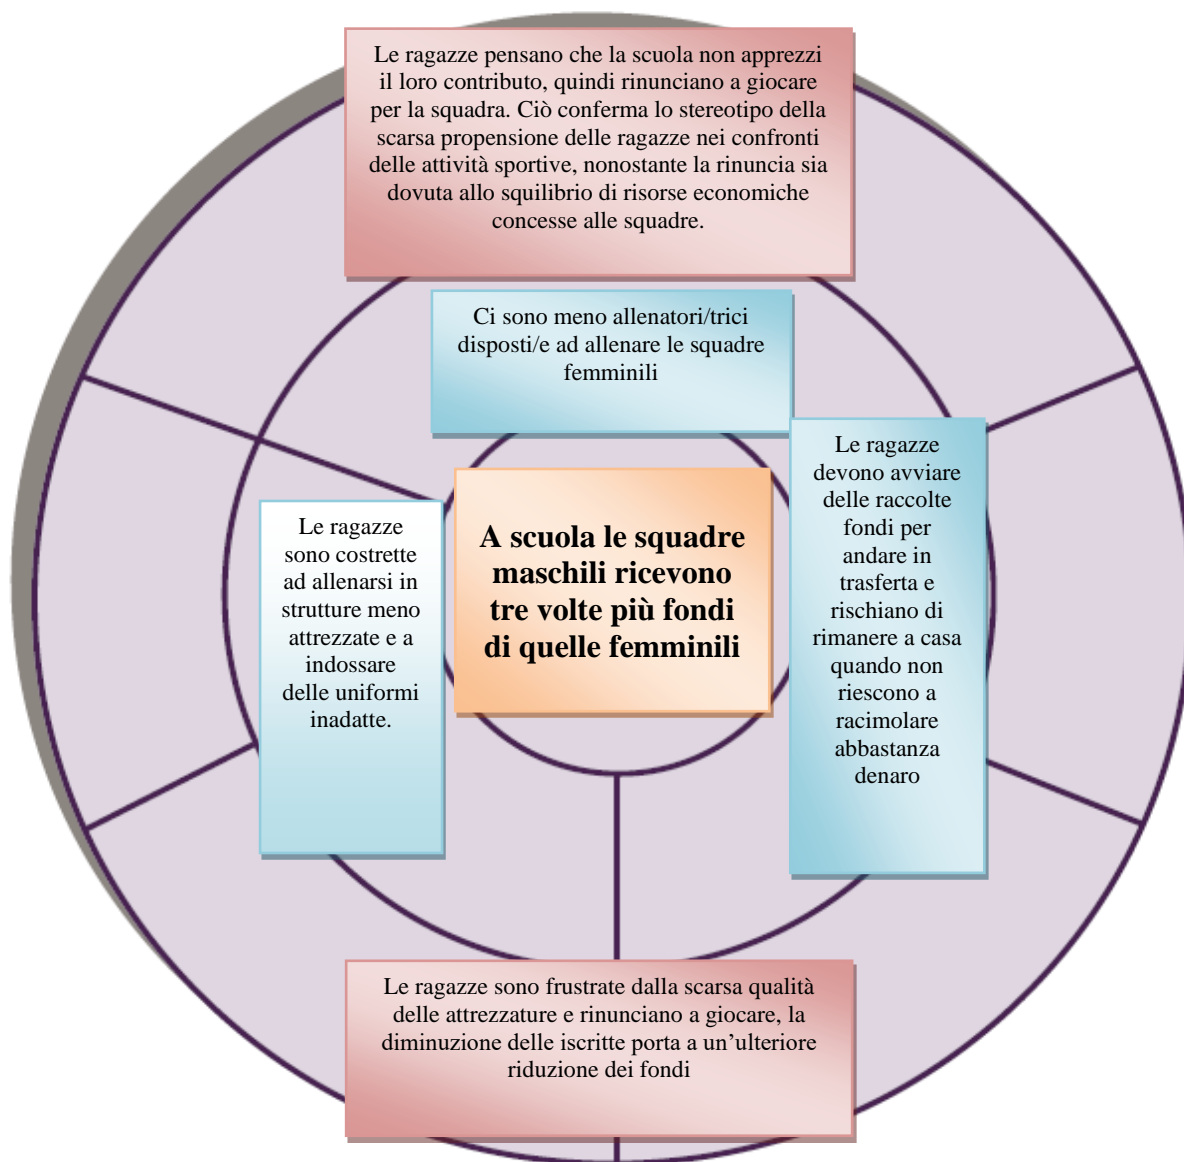 Le ragazze pensano che la scuola non apprezzi
il loro contributo, quindi rinunciano a giocare
per la squadra. Ciò conferma lo stereotipo della
scarsa propensione delle ragazze nei confronti
delle attività sportive, nonostante la rinuncia sia
dovuta allo squilibrio di risorse economiche
concesse alle squadre.
Ci sono meno allenatori/trici
disposti/e ad allenare le squadre
femminili
Le ragazze
sono costrette
ad allenarsi in
strutture meno
attrezzate e a
indossare
delle uniformi
inadatte.
A scuola le squadre
maschili ricevono
tre volte più fondi
di quelle femminili
Le ragazze
devono avviare
delle raccolte
fondi per
andare in
trasferta e
rischiano di
rimanere a casa
quando non
riescono a
racimolare
abbastanza
denaro
Le ragazze sono frustrate dalla scarsa qualità
delle attrezzature e rinunciano a giocare, la
diminuzione delle iscritte porta a un’ulteriore
riduzione dei fondi